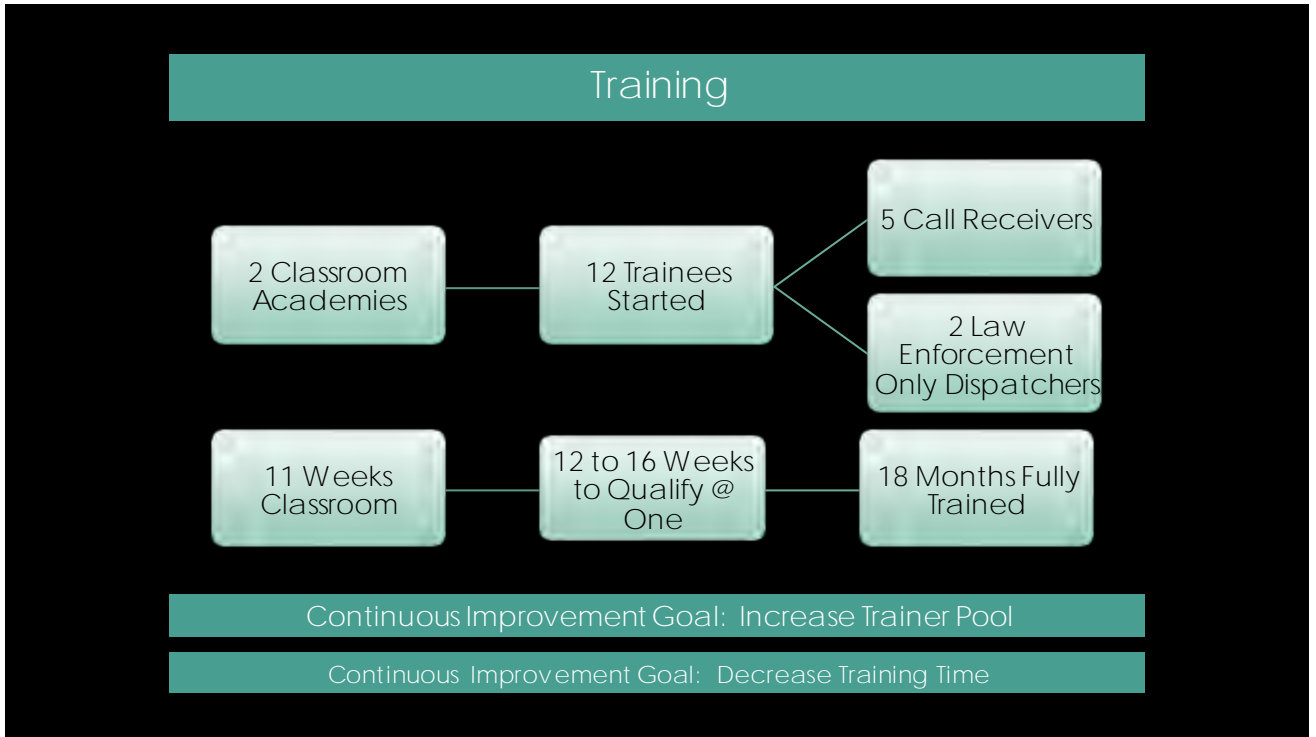 Training
2 Classroom
Academies
12 Trainees
Started
5 Call Receivers
2 Law
Enforcement
Only Dispatchers
11 Weeks
Classroom
12 to 16 Weeks
to Qualify @
One
18 Months Fully
Trained
Continuous Improvement Goal: Increase Trainer Pool
Continuous Improvement Goal: Decrease Training Time